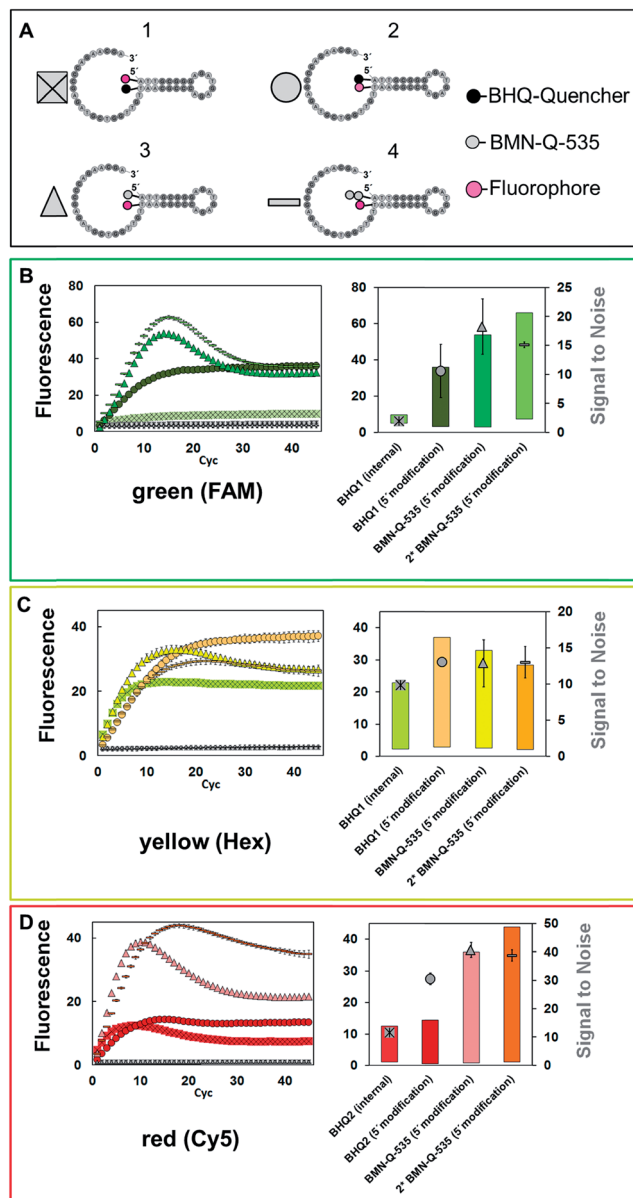 A
1
2
3´
5´
3´
5´
BHQ-Quencher
BMN-Q-535
Fluorophore
3
4
3´
5´
3´
5´
B
Fluorescence
80
60
40
20
0
0 10 20 30 40
Cyc
green (FAM)
80
60
40
20
0
25
20
15
10
5
0
Signal to Noise
BHQ1 (internal)
BHQ1 (5´modification)
BMN-Q-535 (5´modification)
2* BMN-Q-535 (5´modification)
C
Fluorescence
40
20
0
0 10 20 30 40
Cyc
yellow (Hex)
40
30
20
10
0
20
15
10
5
0
Signal to Noise
BHQ1 (internal)
BHQ1 (5´modification)
BMN-Q-535 (5´modification)
2* BMN-Q-535 (5´modification)
D
Fluorescence
40
30
20
10
0
0 10 20 30 40
Cyc
red (Cy5)
40
30
20
10
0
50
40
30
20
10
0
Signal to Noise
BHQ2 (internal)
BHQ2 (5´modification)
BMN-Q-535 (5´modification)
2* BMN-Q-535 (5´modification)